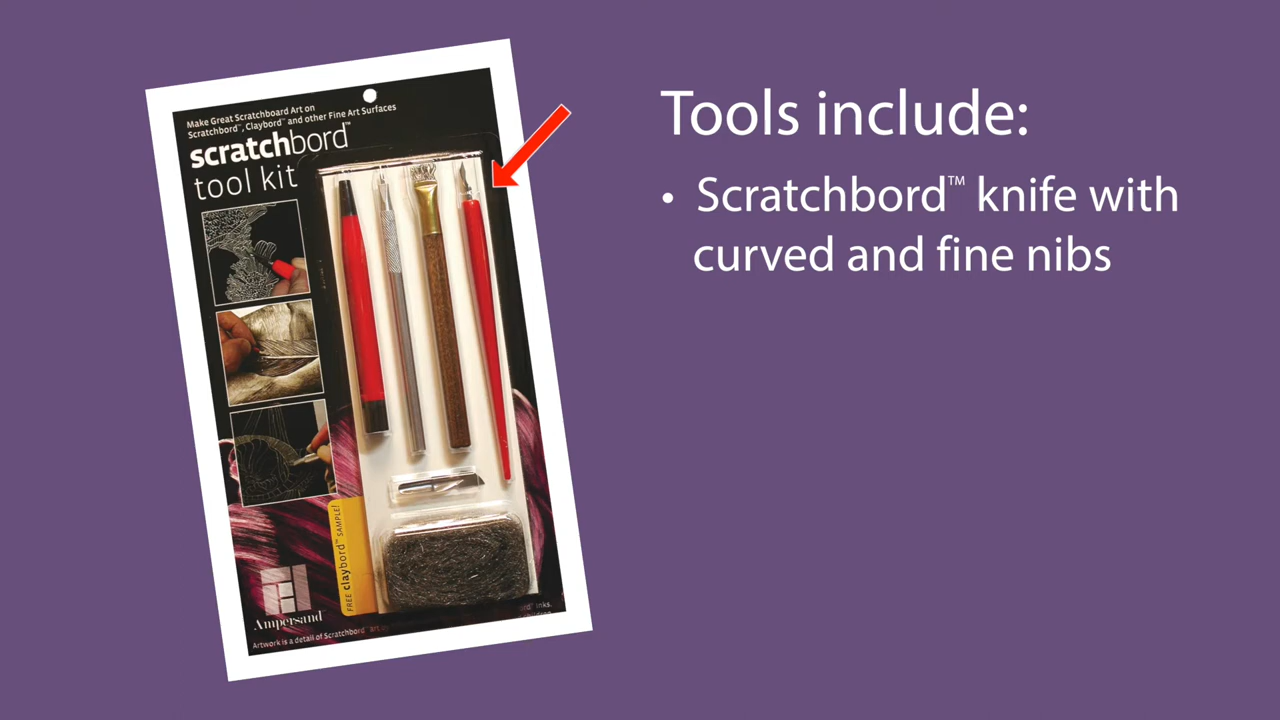 Make Great Scratchboard Art on
Scratchbord™, Claybord™ and other Fine Art Surfaces
scratchbord™
tool kit
FREE claybord™ SAMPLE!
Ampersand™
Artwork is a detail of Scratchbord™ art
Tools include:
• Scratchbord™ knife with
curved and fine nibs